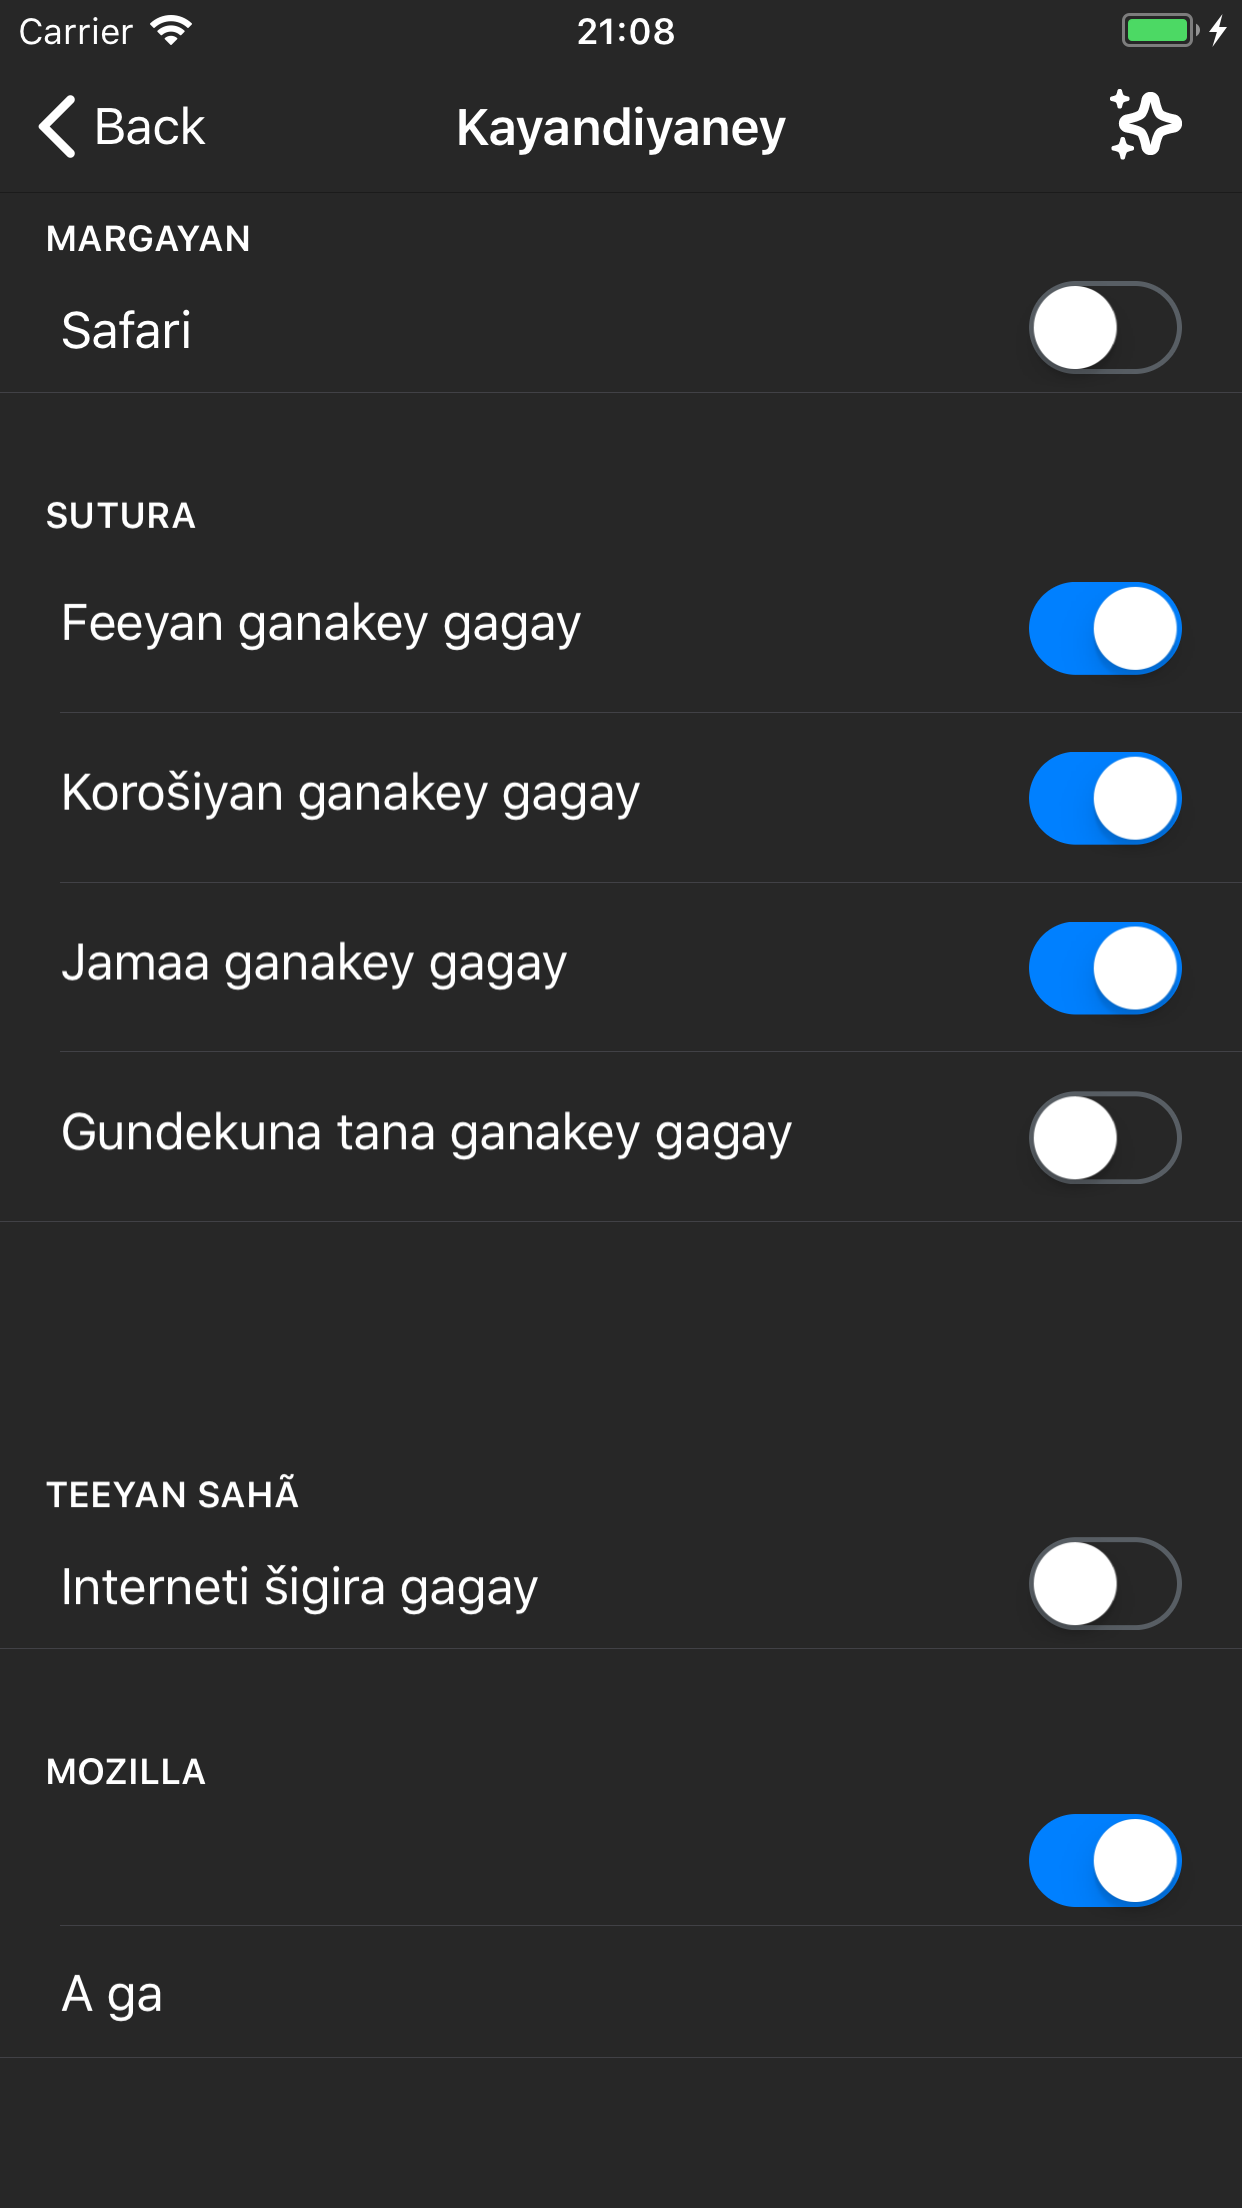 Carrier
21:08
Back
Kayandiyaney
MARGAYAN
Safari
SUTURA
Feeyan ganakey gagay
Korošiyan ganakey gagay
Jamaa ganakey gagay
Gundekuna tana ganakey gagay
TEEYAN SAHÃ
Interneti šigira gagay
MOZILLA
A ga